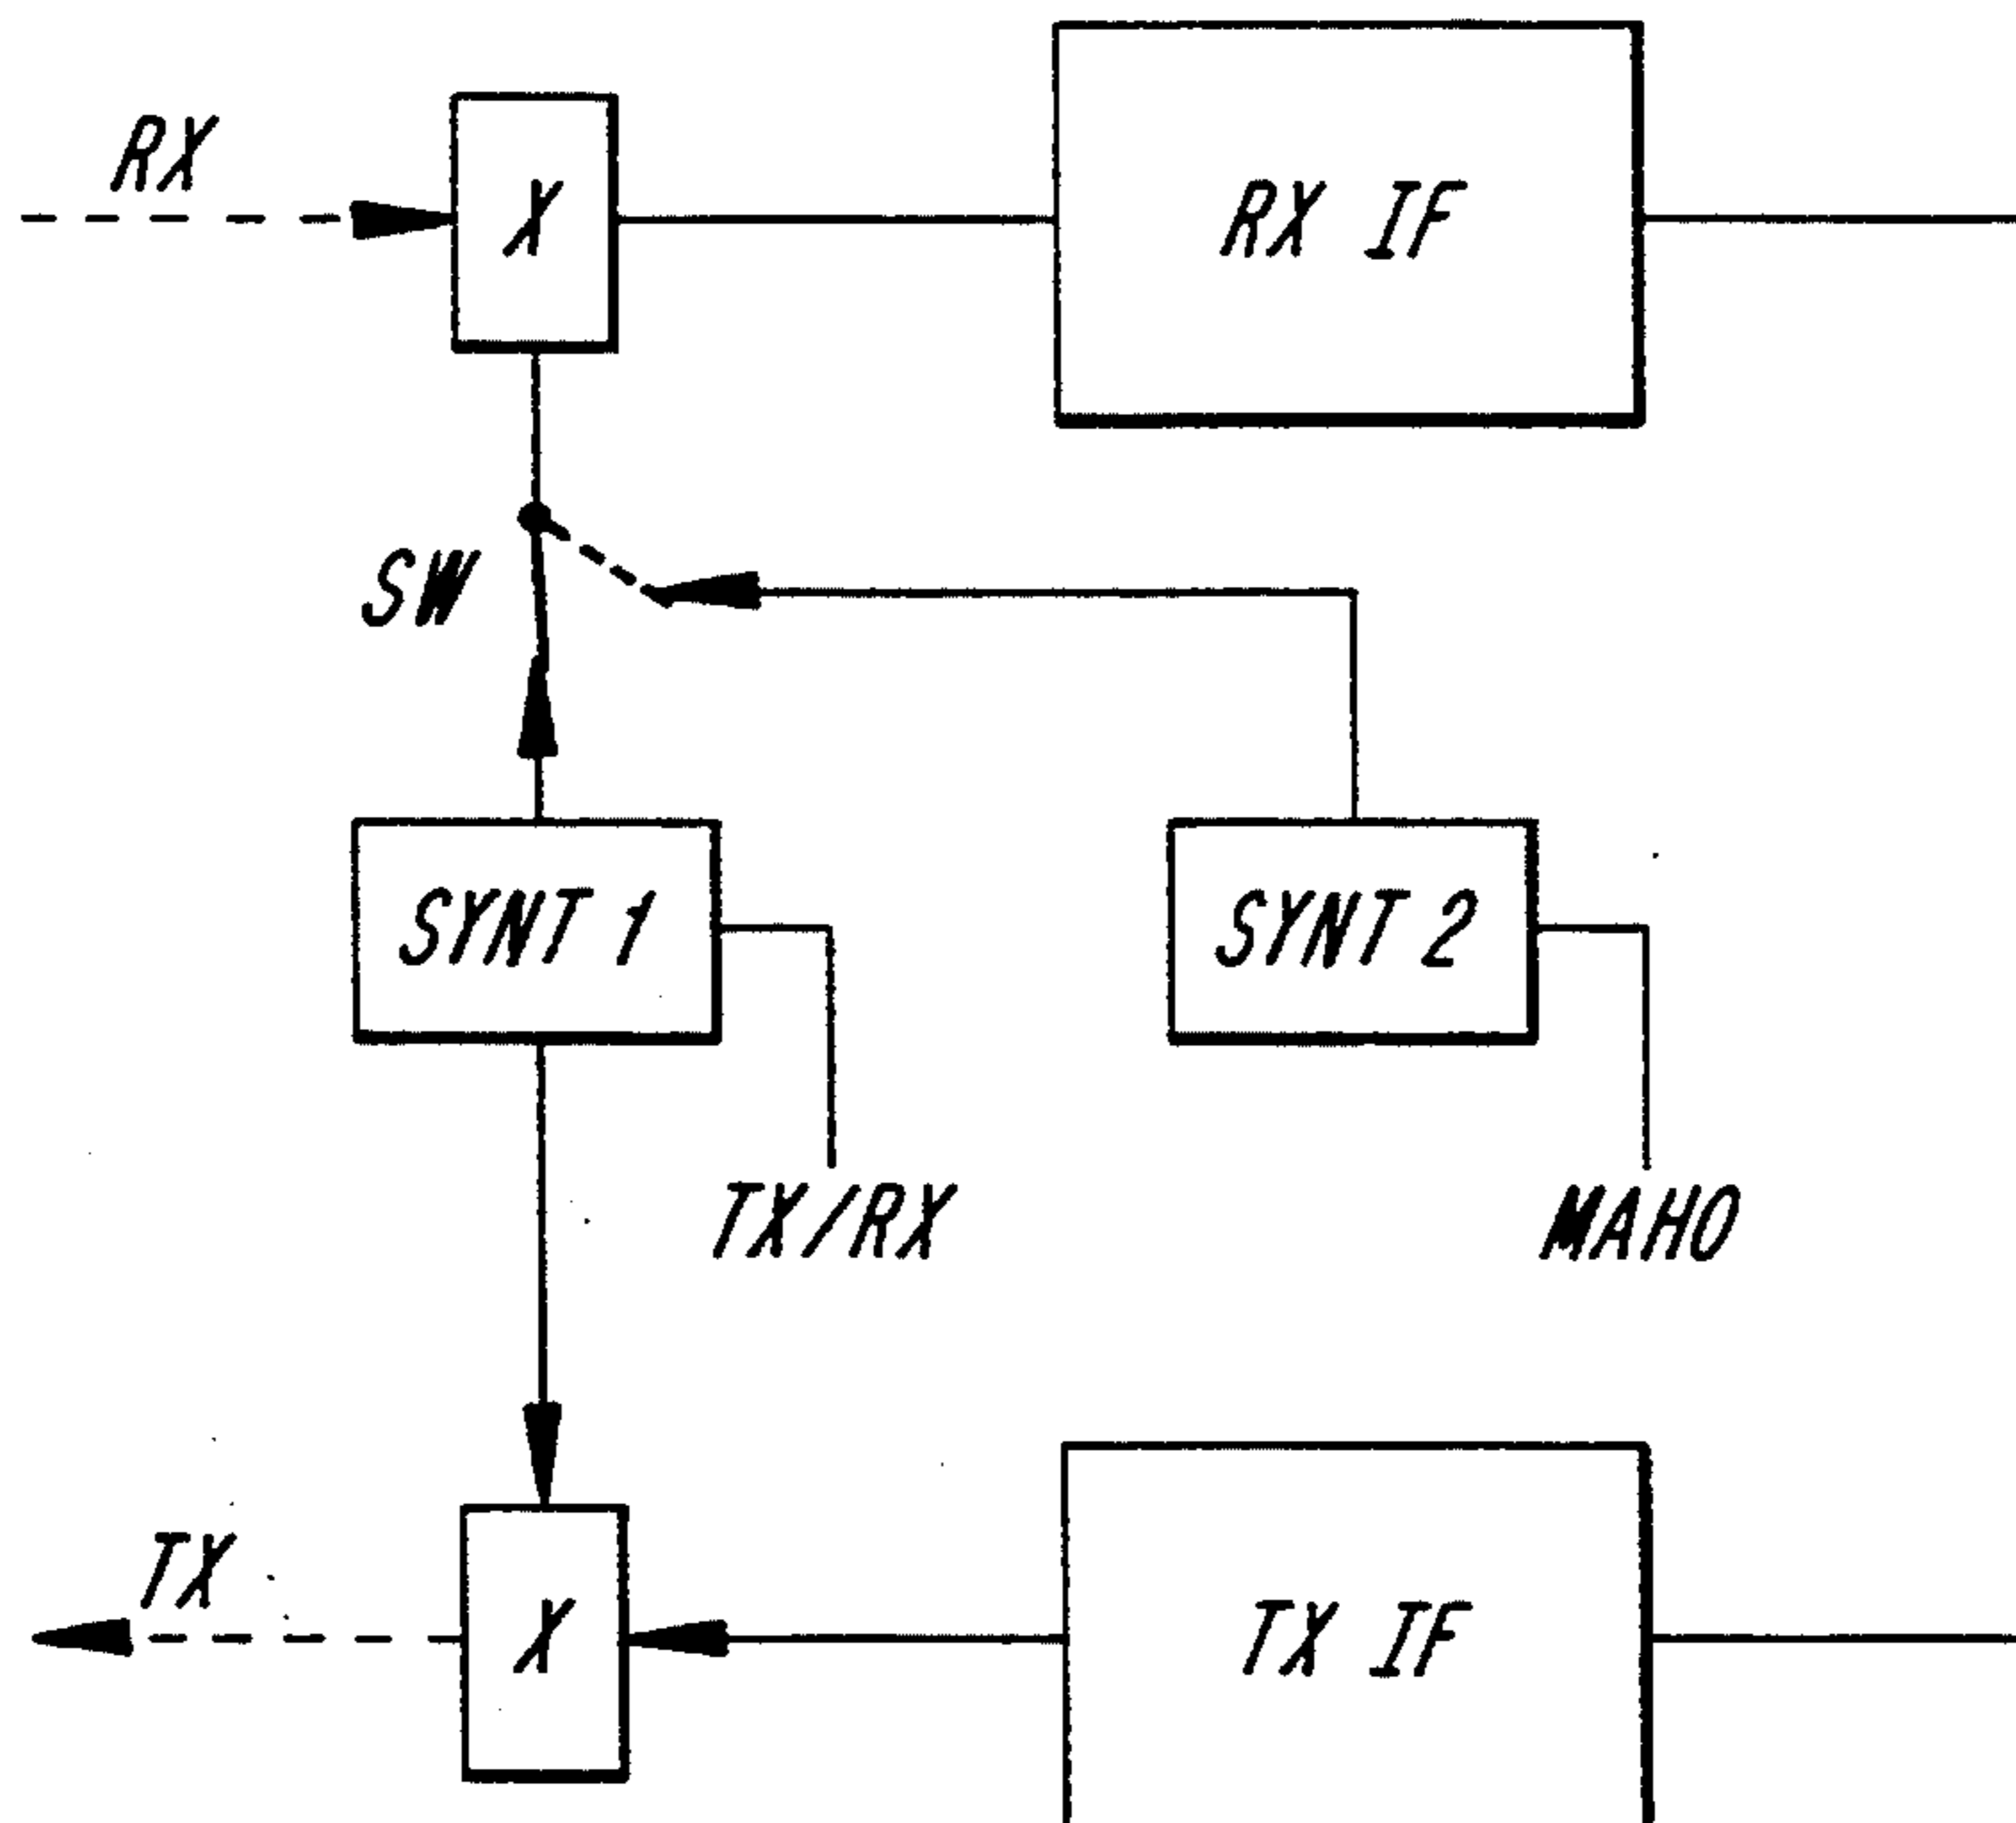 RX
X
RX IF
SW
SYNT 1
SYNT 2
TX/RX
MAHO
TX
X
TX IF